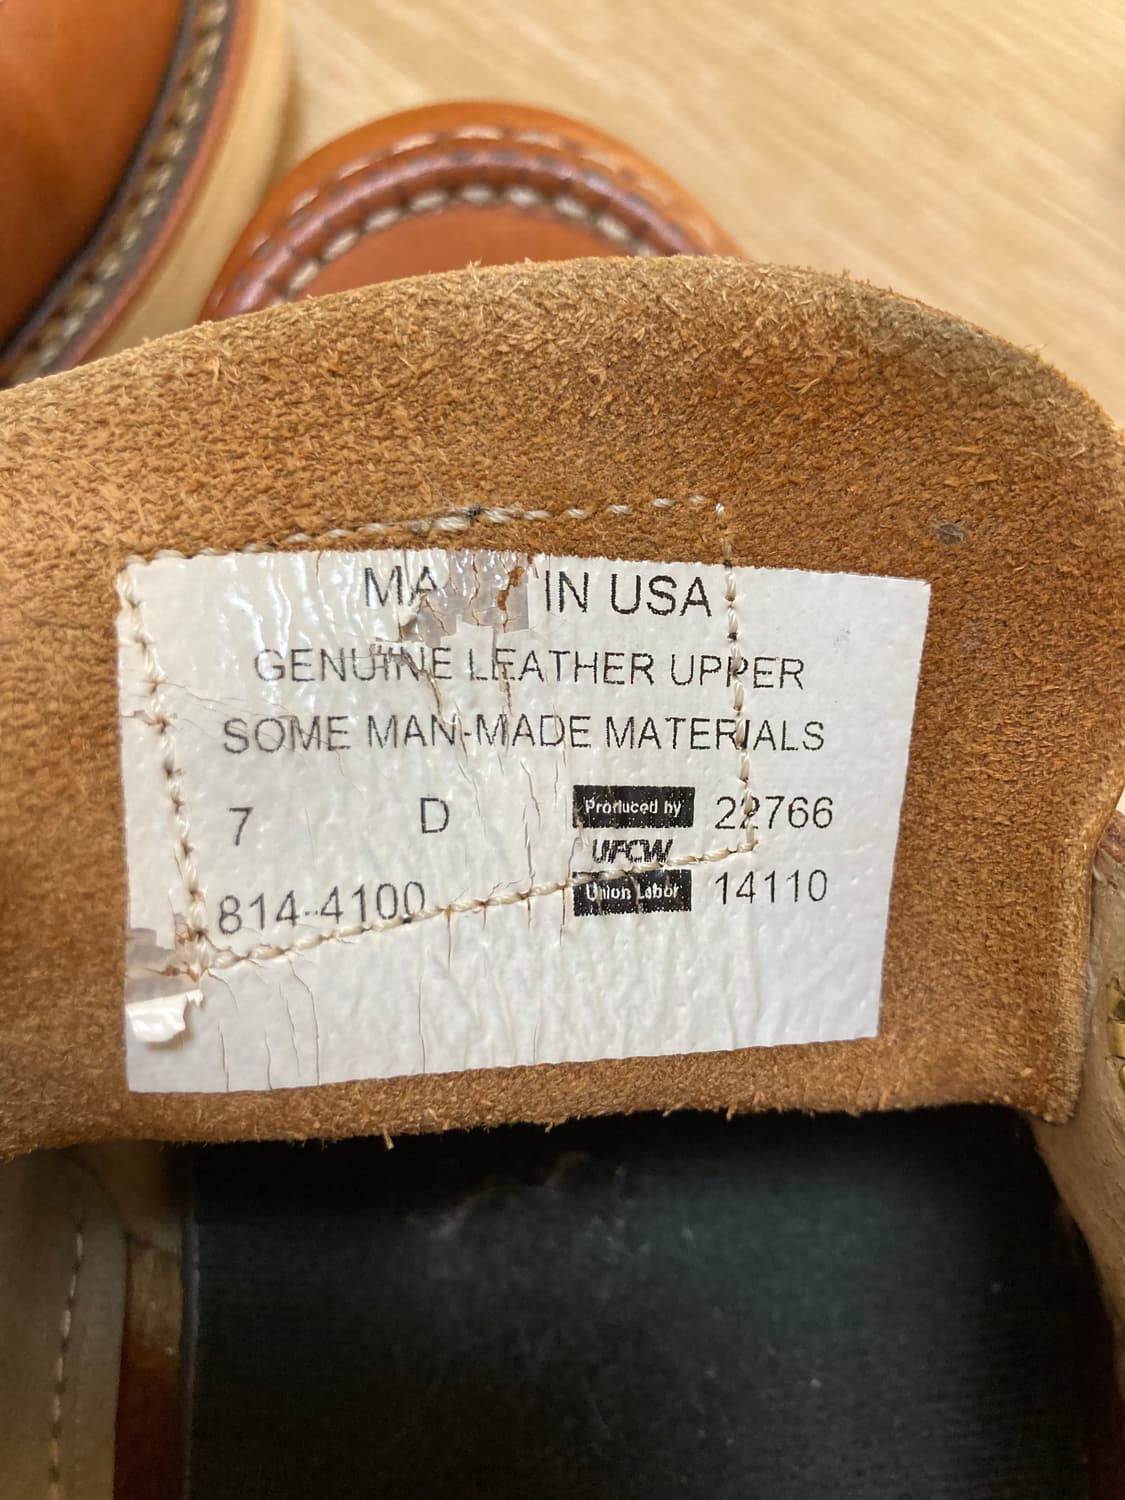 MA IN USA
GENUINE LEATHER UPPER
SOME MAN-MADE MATERIALS
7 D Produced by 22766
UFCW
814-4100 Union Labor 14110